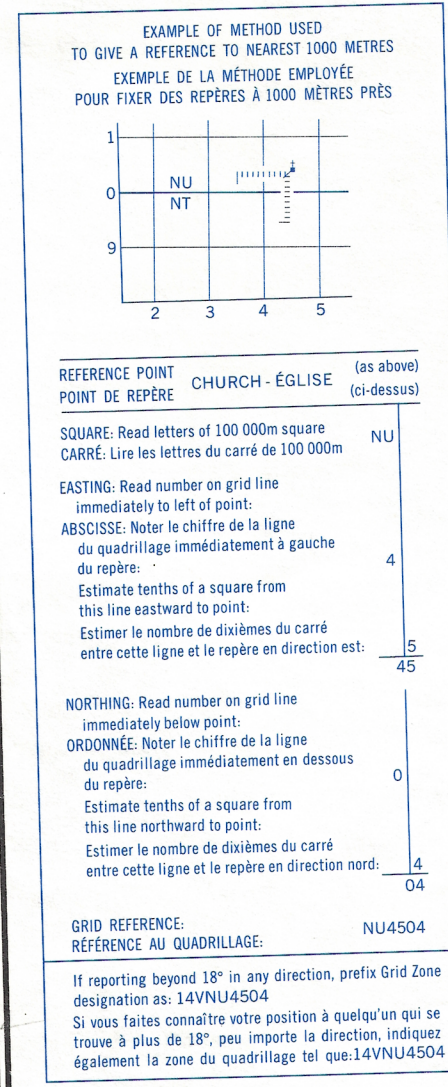 EXAMPLE OF METHOD USED
TO GIVE A REFERENCE TO NEAREST 1000 METRES
EXEMPLE DE LA MÉTHODE EMPLOYÉE
POUR FIXER DES REPÈRES À 1000 MÈTRES PRÈS
1
NU
0
NT
9
2 3 4 5
REFERENCE POINT
POINT DE REPÈRE
CHURCH - ÉGLISE
(as above)
(ci-dessus)
SQUARE: Read letters of 100 000m square
CARRÉ: Lire les lettres du carré de 100 000m
NU
EASTING: Read number on grid line
immediately to left of point:
ABSCISSE: Noter le chiffre de la ligne
du quadrillage immédiatement à gauche
du repère:
4
Estimate tenths of a square from
this line eastward to point:
Estimer le nombre de dixièmes du carré
entre cette ligne et le repère en direction est: 5
45
NORTHING: Read number on grid line
immediately below point:
ORDONNÉE: Noter le chiffre de la ligne
du quadrillage immédiatement en dessous
du repère:
0
Estimate tenths of a square from
this line northward to point:
Estimer le nombre de dixièmes du carré
entre cette ligne et le repère en direction nord: 4
04
GRID REFERENCE:
RÉFÉRENCE AU QUADRILLAGE:
NU4504
If reporting beyond 18° in any direction, prefix Grid Zone
designation as: 14VNU4504
Si vous faites connaître votre position à quelqu'un qui se
trouve à plus de 18°, peu importe la direction, indiquez
également la zone du quadrillage tel que:14VNU4504